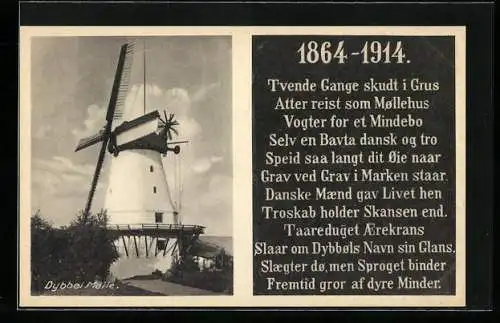 1864-1914.
Tvende Gange skudt i Grus
Atter reist som Møllehus
Vogter for et Mindebo
Selv en Bavta dansk og tro
Speid saa langt dit Øie naar
Grav ved Grav i Marken staar.
Danske Mænd gav Livet hen
Troskab holder Skansen end.
Taareduget Ærekrans
Slaar om Dybbøls Navn sin Glans.
Slægter dø, men Sproget binder
Fremtid gror af dyre Minder.
Dybbøl Mølle.